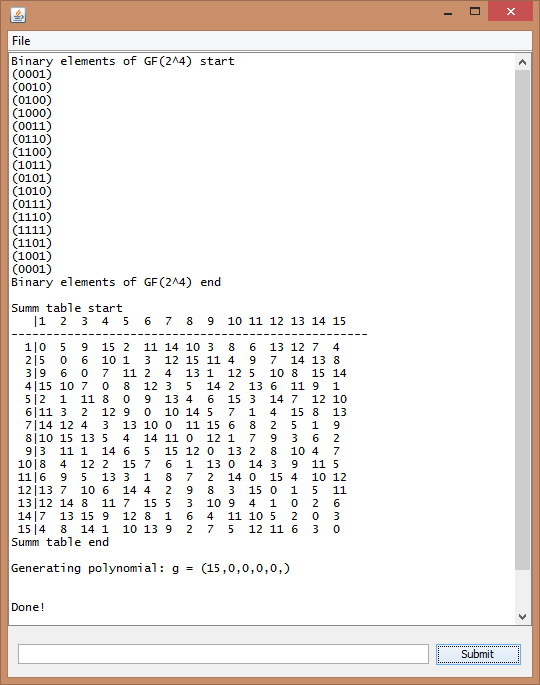 File
Binary elements of GF(2^4) start
(0001)
(0010)
(0100)
(1000)
(0011)
(0110)
(1100)
(1011)
(0101)
(1010)
(0111)
(1110)
(1111)
(1101)
(1001)
(0001)
Binary elements of GF(2^4) end
Summ table start
|1 2 3 4 5 6 7 8 9 10 11 12 13 14 15
---------------------------------------------------
1|0 5 9 15 2 11 14 10 3 8 6 13 12 7 4
2|5 0 6 10 1 3 12 15 11 4 9 7 14 13 8
3|9 6 0 7 11 2 4 13 1 12 5 10 8 15 14
4|15 10 7 0 8 12 3 5 14 2 13 6 11 9 1
5|2 1 11 8 0 9 13 4 6 15 3 14 7 12 10
6|11 3 2 12 9 0 10 14 5 7 1 4 15 8 13
7|14 12 4 3 13 10 0 11 15 6 8 2 5 1 9
8|10 15 13 5 4 14 11 0 12 1 7 9 3 6 2
9|3 11 1 14 6 5 15 12 0 13 2 8 10 4 7
10|8 4 12 2 15 7 6 1 13 0 14 3 9 11 5
11|6 9 5 13 3 1 8 7 2 14 0 15 4 10 12
12|13 7 10 6 14 4 2 9 8 3 15 0 1 5 11
13|12 14 8 11 7 15 5 3 10 9 4 1 0 2 6
14|7 13 15 9 12 8 1 6 4 11 10 5 2 0 3
15|4 8 14 1 10 13 9 2 7 5 12 11 6 3 0
Summ table end
Generating polynomial: g = (15,0,0,0,0,)
Done!
Submit